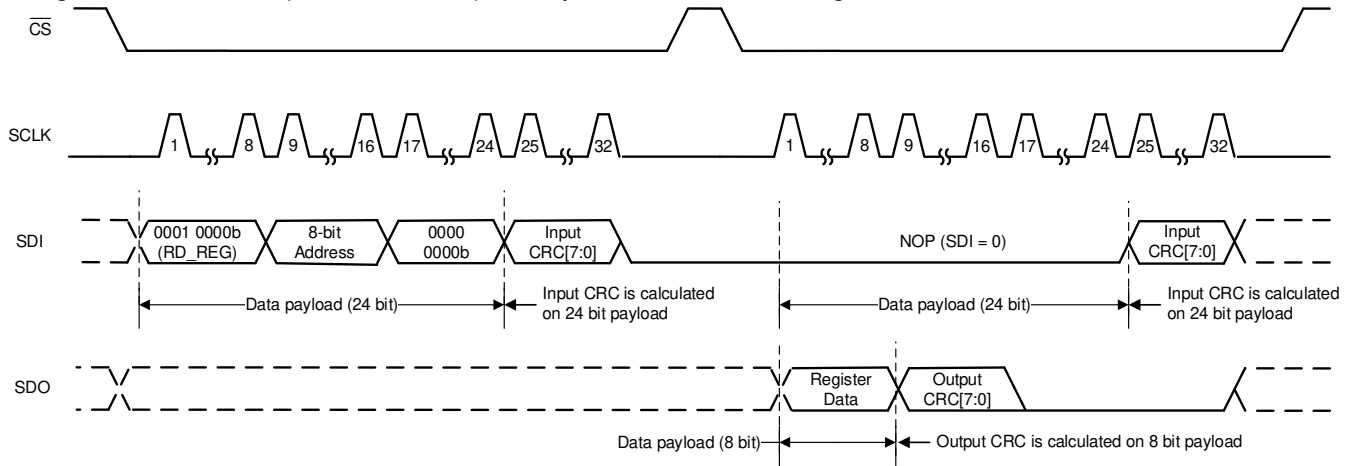 CS
SCLK
1 8 9 16 17 24 25 32 1 8 9 16 17 24 25 32
SDI
0001 0000b
(RD_REG)
8-bit
Address
0000
0000b
Input
CRC[7:0]
NOP (SDI = 0)
Input
CRC[7:0]
Data payload (24 bit)
Input CRC is calculated
on 24 bit payload
Data payload (24 bit)
Input CRC is calculated
on 24 bit payload
SDO
Register
Data
Output
CRC[7:0]
Data payload (8 bit)
Output CRC is calculated on 8 bit payload